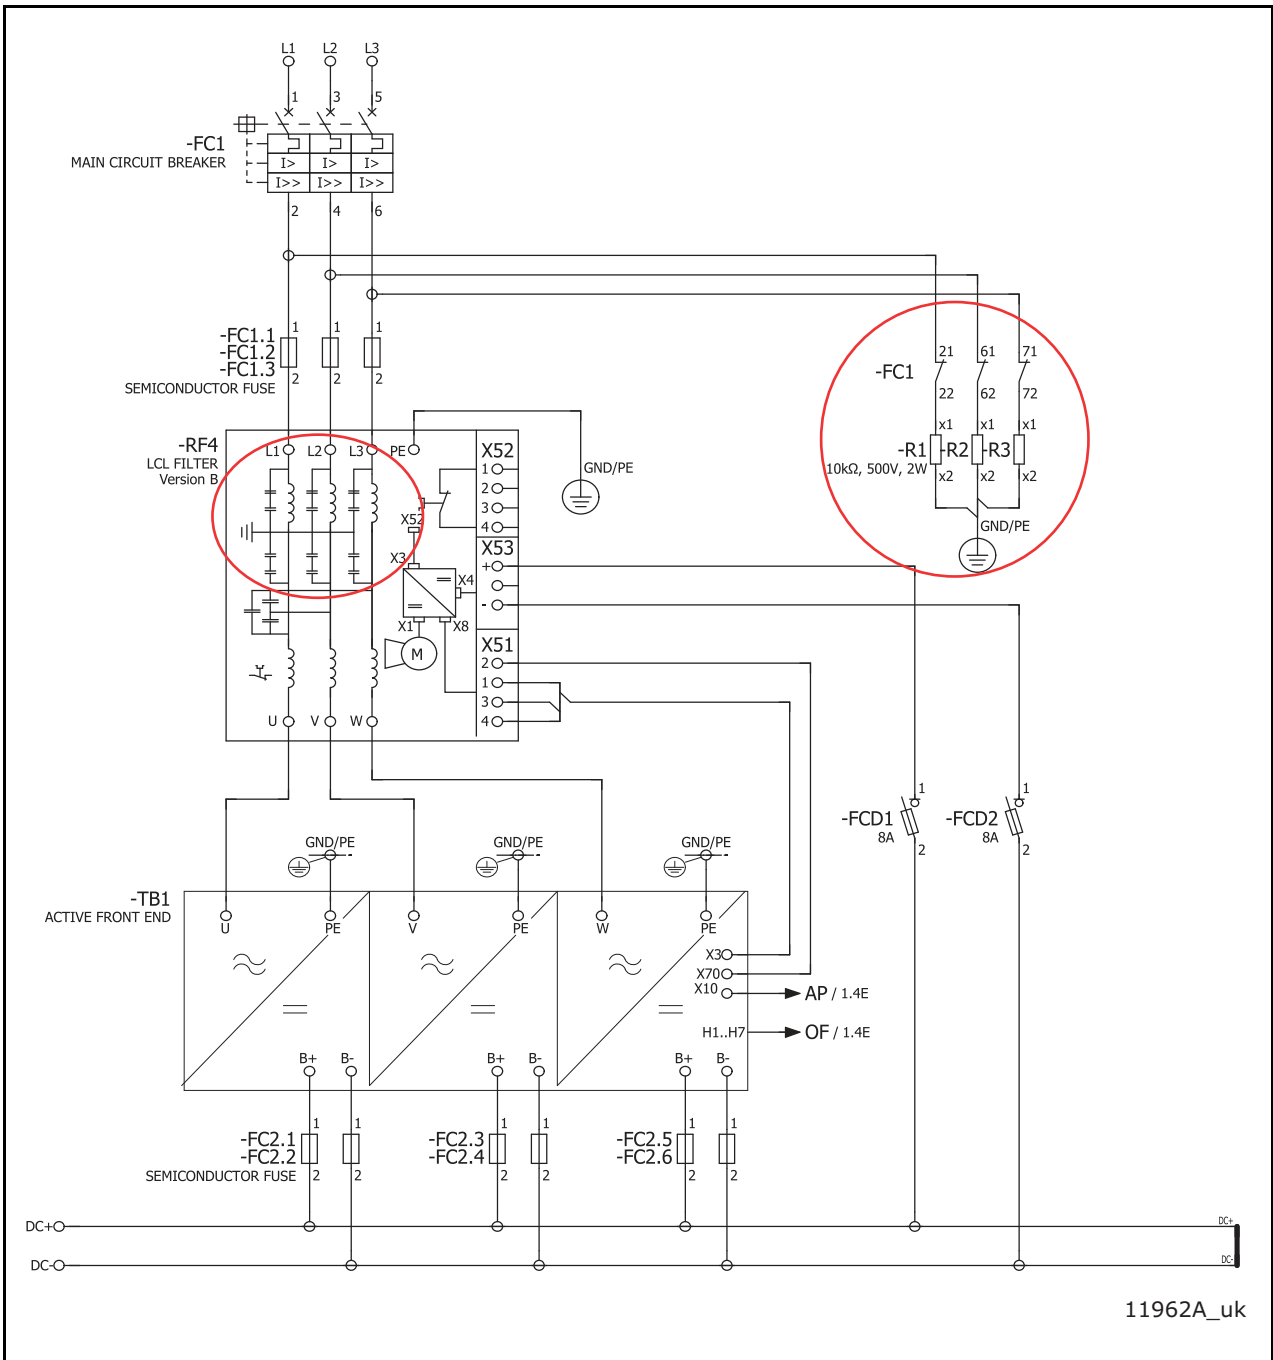 L1 L2 L3
1 3 5
-FC1
MAIN CIRCUIT BREAKER
I> I> I>
I>> I>> I>>
2 4 6
-FC1.1
-FC1.2
-FC1.3
SEMICONDUCTOR FUSE
1 1 1
2 2 2
-FC1
21 61 71
22 62 72
x1 x1 x1
-R1 -R2 -R3
10kΩ, 500V, 2W
x2 x2 x2
GND/PE
-RF4
LCL FILTER
Version B
L1 L2 L3 PE
GND/PE
X52
1
2
3
4
X52
X53
+
-
X3
X4
X1 X8
M
X51
2
1
3
4
U V W
-FCD1
8A
1
2
-FCD2
8A
1
2
GND/PE GND/PE GND/PE
-TB1
ACTIVE FRONT END
U PE V PE W PE
X3
X70
X10
AP / 1.4E
H1..H7
OF / 1.4E
B+ B- B+ B- B+ B-
-FC2.1
-FC2.2
SEMICONDUCTOR FUSE
1 1
2 2
-FC2.3
-FC2.4
1 1
2 2
-FC2.5
-FC2.6
1 1
2 2
DC+
DC+
DC-
DC-
11962A_uk